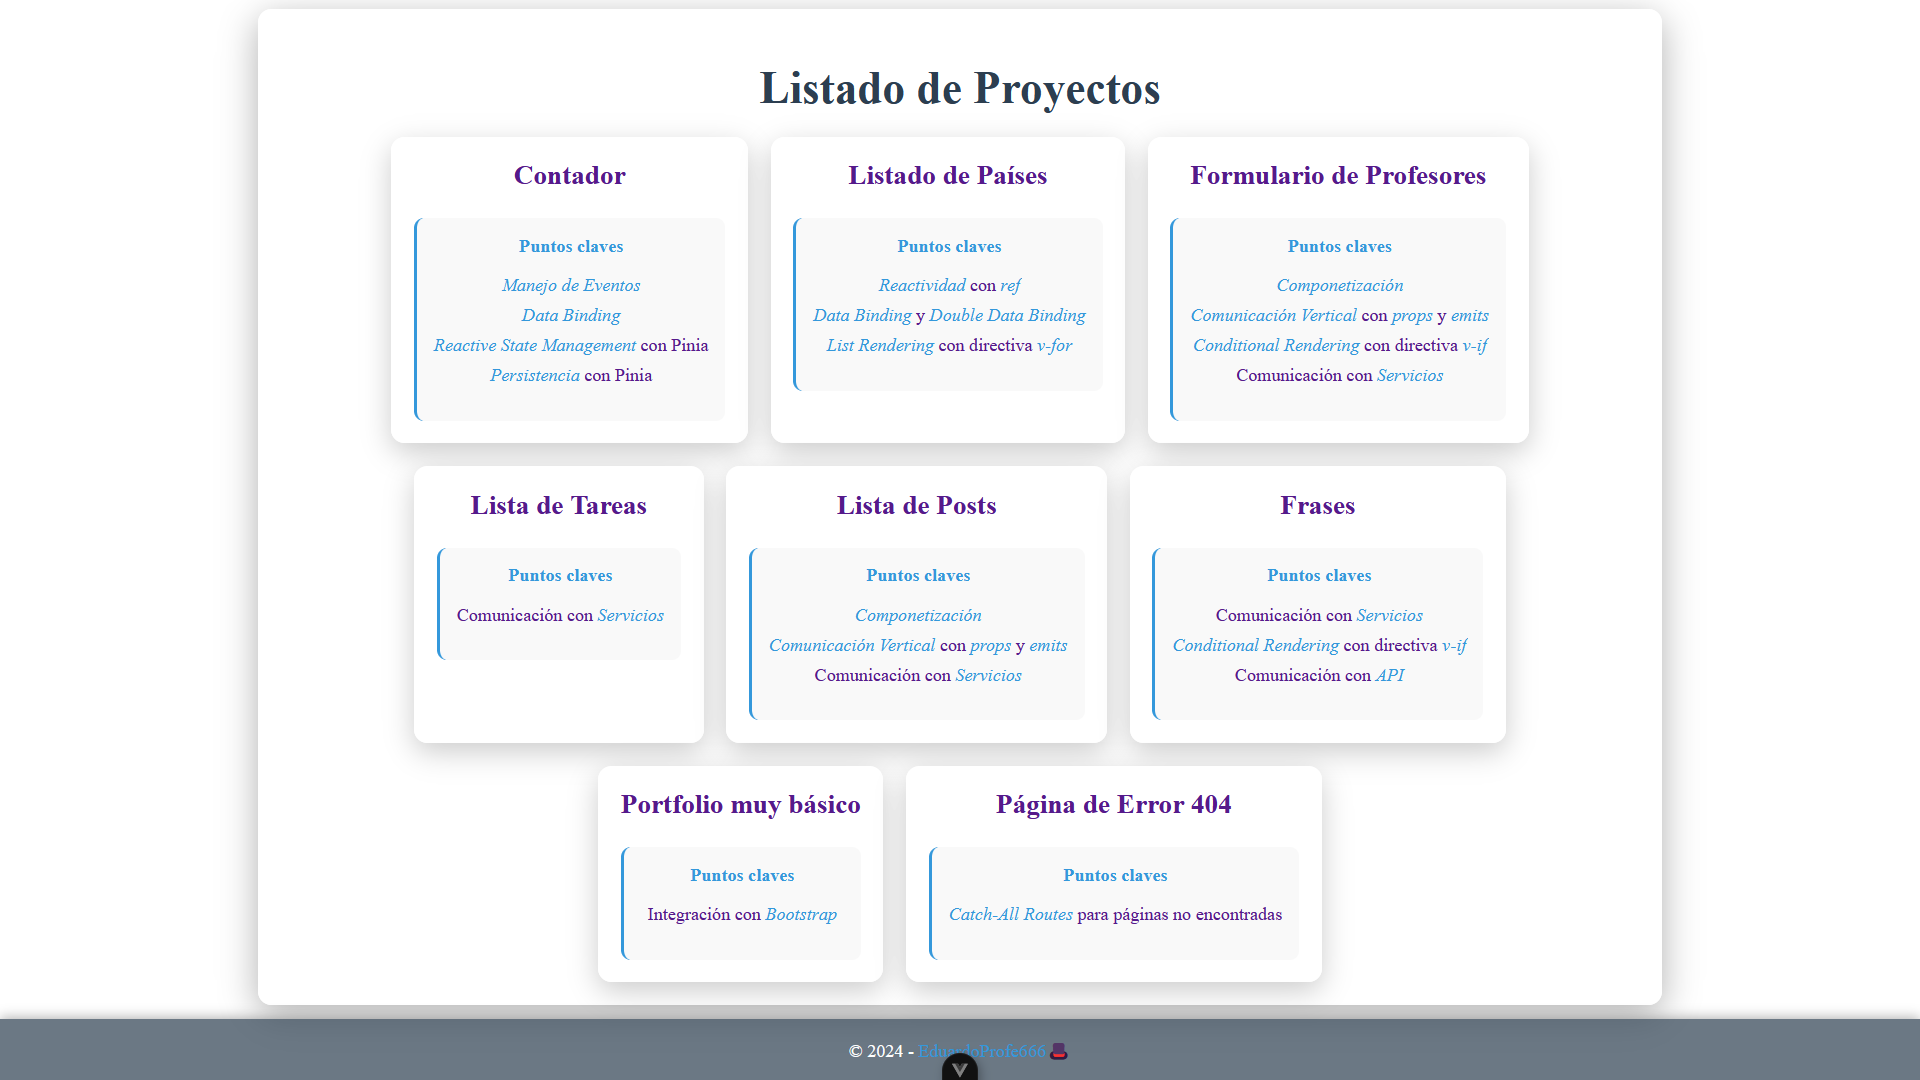 Listado de Proyectos
Contador
Puntos claves
Manejo de Eventos
Data Binding
Reactive State Management con Pinia
Persistencia con Pinia
Listado de Países
Puntos claves
Reactividad con ref
Data Binding y Double Data Binding
List Rendering con directiva v-for
Formulario de Profesores
Puntos claves
Componetización
Comunicación Vertical con props y emits
Conditional Rendering con directiva v-if
Comunicación con Servicios
Lista de Tareas
Puntos claves
Comunicación con Servicios
Lista de Posts
Puntos claves
Componetización
Comunicación Vertical con props y emits
Comunicación con Servicios
Frases
Puntos claves
Comunicación con Servicios
Conditional Rendering con directiva v-if
Comunicación con API
Portfolio muy básico
Puntos claves
Integración con Bootstrap
Página de Error 404
Puntos claves
Catch-All Routes para páginas no encontradas
© 2024 - EduardoProfe666